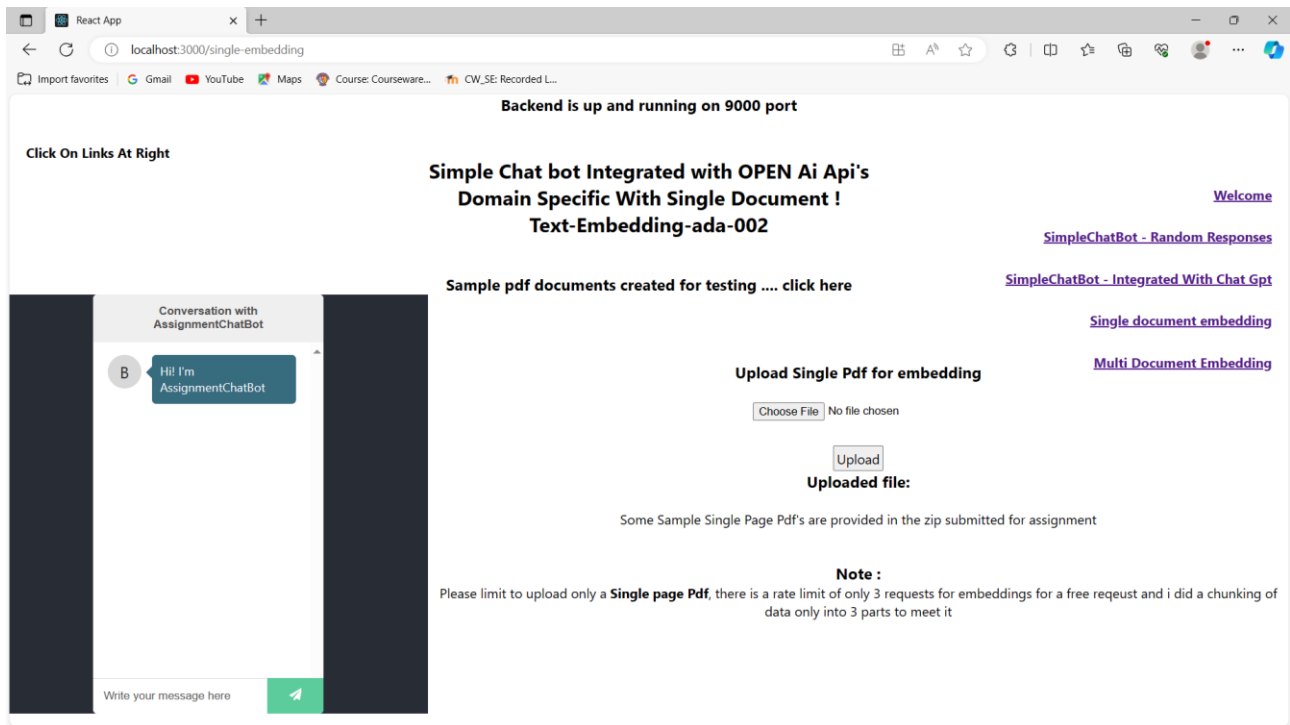 React App
localhost:3000/single-embedding
Import favorites
Gmail
YouTube
Maps
Course: Courseware...
CW_SE: Recorded L...
Backend is up and running on 9000 port
Click On Links At Right
Simple Chat bot Integrated with OPEN Ai Api's
Domain Specific With Single Document !
Text-Embedding-ada-002
Welcome
SimpleChatBot - Random Responses
SimpleChatBot - Integrated With Chat Gpt
Single document embedding
Multi Document Embedding
Sample pdf documents created for testing .... click here
Conversation with
AssignmentChatBot
B
Hi! I'm
AssignmentChatBot
Write your message here
Upload Single Pdf for embedding
Choose File No file chosen
Upload
Uploaded file:
Some Sample Single Page Pdf's are provided in the zip submitted for assignment
Note :
Please limit to upload only a Single page Pdf, there is a rate limit of only 3 requests for embeddings for a free reqeust and i did a chunking of
data only into 3 parts to meet it